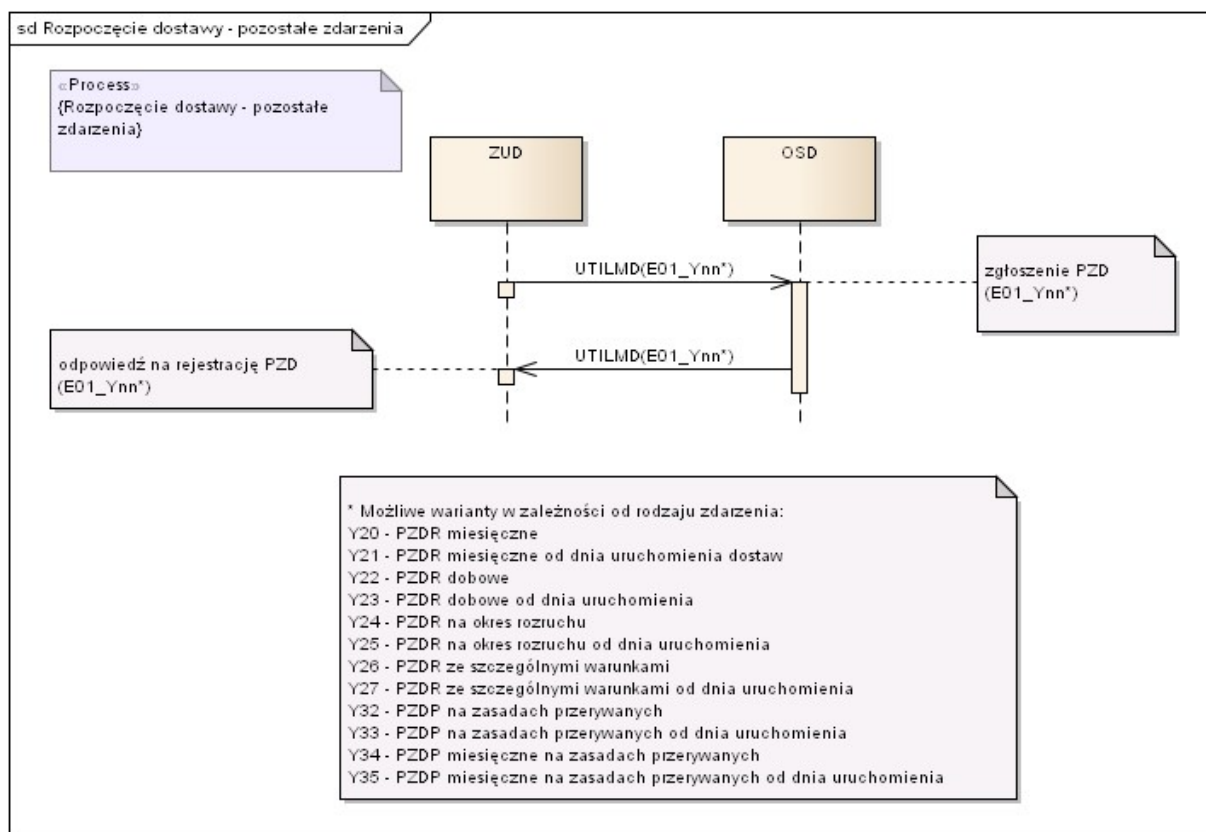 sd Rozpoczęcie dostawy - pozostałe zdarzenia
«Process»
{Rozpoczęcie dostawy - pozostałe
zdarzenia}
ZUD
OSD
UTILMD(E01_Ynn*)
zgłoszenie PZD
(E01_Ynn*)
UTILMD(E01_Ynn*)
odpowiedź na rejestrację PZD
(E01_Ynn*)
* Możliwe warianty w zależności od rodzaju zdarzenia:
Y20 - PZDR miesięczne
Y21 - PZDR miesięczne od dnia uruchomienia dostaw
Y22 - PZDR dobowe
Y23 - PZDR dobowe od dnia uruchomienia
Y24 - PZDR na okres rozruchu
Y25 - PZDR na okres rozruchu od dnia uruchomienia
Y26 - PZDR ze szczególnymi warunkami
Y27 - PZDR ze szczególnymi warunkami od dnia uruchomienia
Y32 - PZDP na zasadach przerywanych
Y33 - PZDP na zasadach przerywanych od dnia uruchomienia
Y34 - PZDP miesięczne na zasadach przerywanych
Y35 - PZDP miesięczne na zasadach przerywanych od dnia uruchomienia